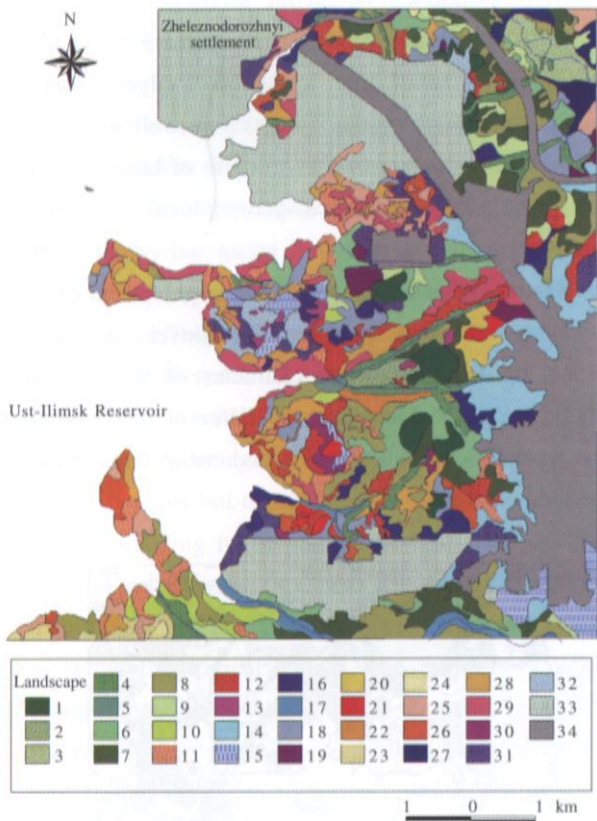 N
Zheleznodorozhnyi
settlement
Ust-Ilimsk Reservoir
Landscape 4 8 12 16 20 24 28 32
1 5 9 13 17 21 25 29 33
2 6 10 14 18 22 26 30 34
3 7 11 15 19 23 27 31
1 0 1 km